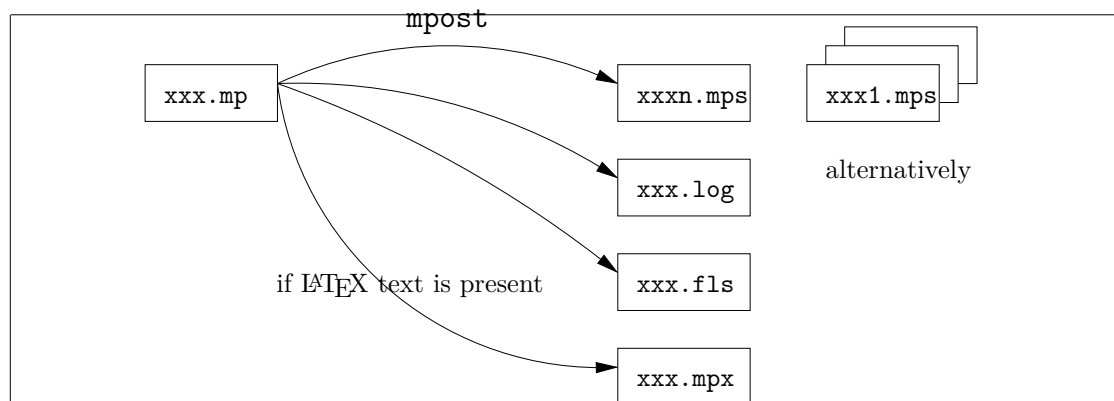 mpost
xxx.mp
xxxn.mps
xxx1.mps
alternatively
xxx.log
if LATEX text is present
xxx.fls
xxx.mpx